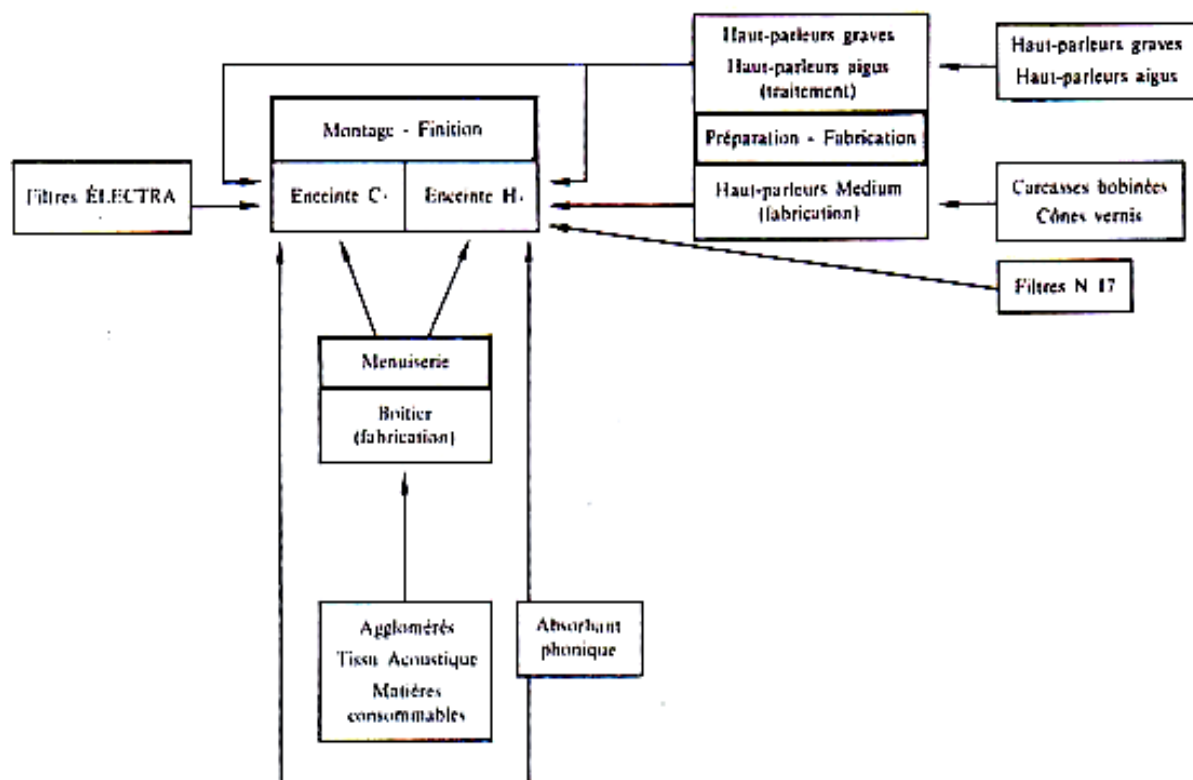 Haut-parleurs graves
Haut-parleurs aigus
(traitement)
Haut-parleurs graves
Haut-parleurs aigus
Montage - Finition
Préparation - Fabrication
Filtres ÉLECTRA
Enceinte C.
Enceinte H.
Haut-parleurs Medium
(fabrication)
Carcasses bobinées
Cônes vernis
Filtres N 17
Menuiserie
Boîtier
(fabrication)
Agglomérés
Tissu Acoustique
Matières
consommables
Absorbant
phonique